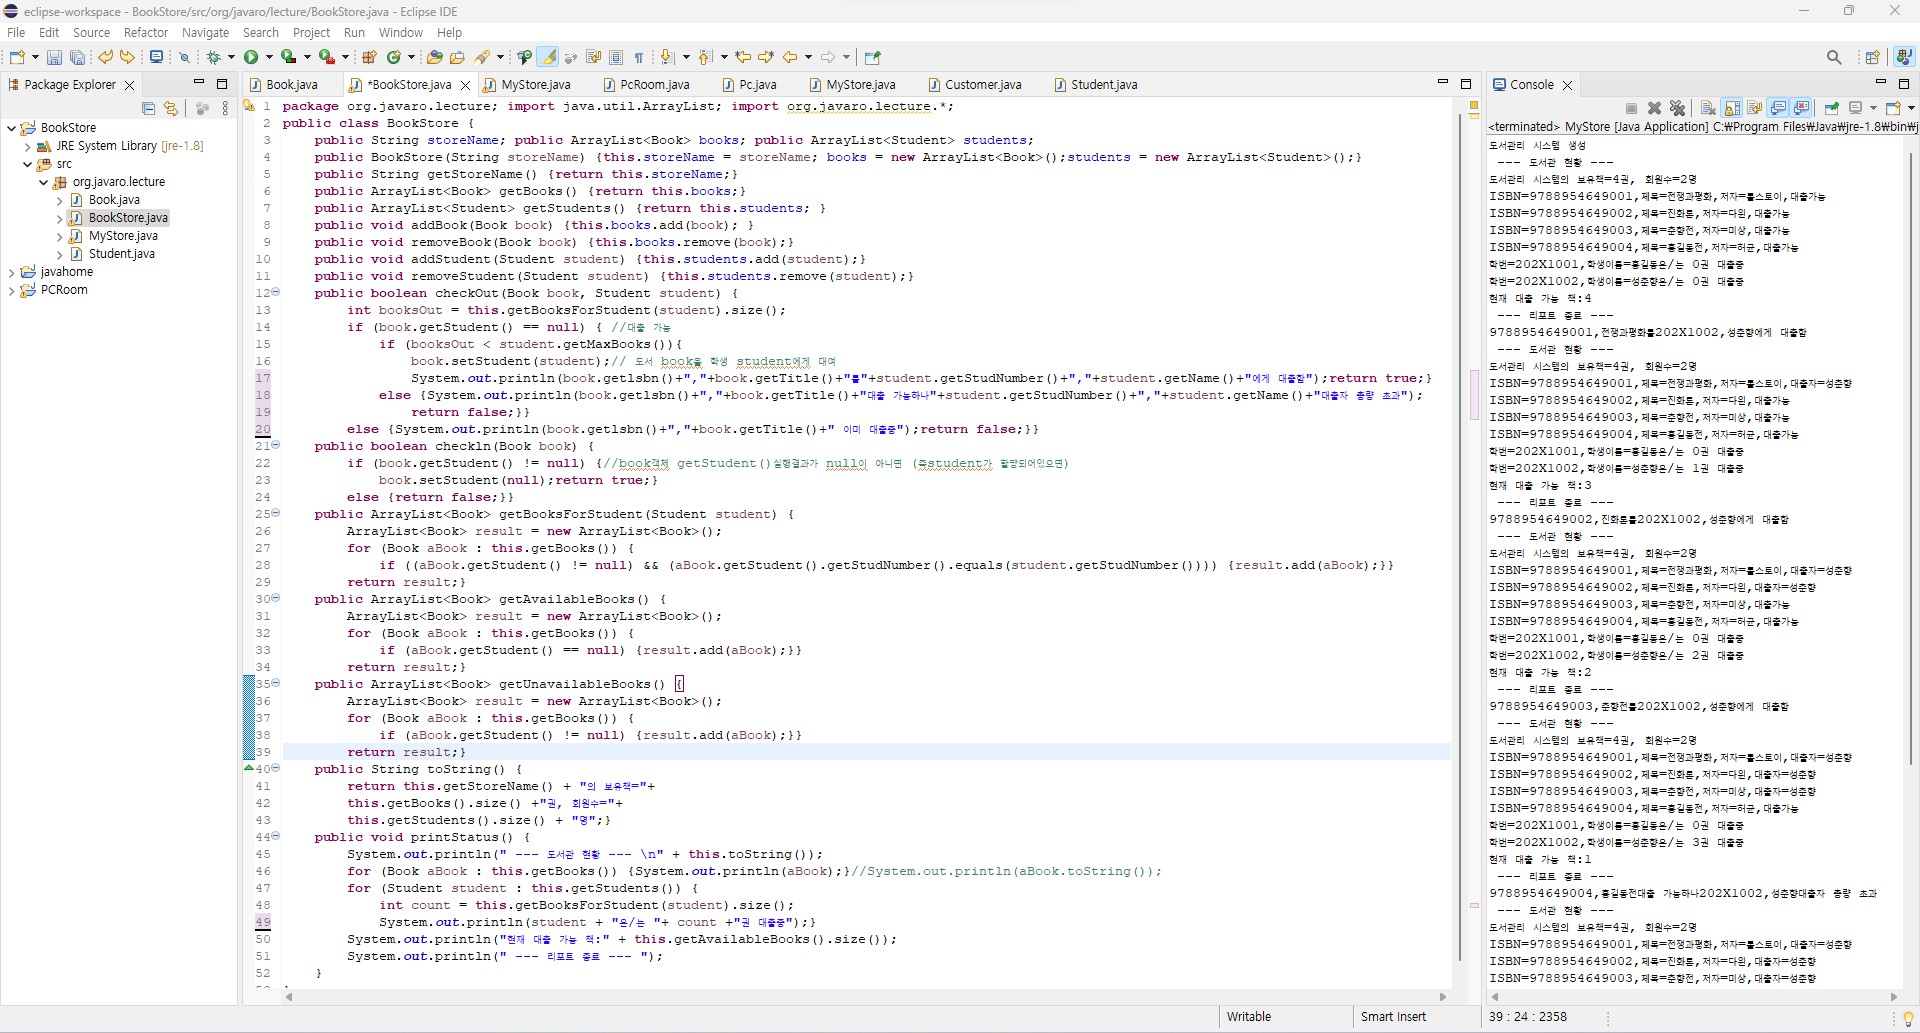 eclipse-workspace - BookStore/src/org/javaro/lecture/BookStore.java - Eclipse IDE
File Edit Source Refactor Navigate Search Project Run Window Help
Package Explorer
BookStore
JRE System Library [jre-1.8]
src
org.javaro.lecture
Book.java
BookStore.java
MyStore.java
Student.java
javahome
PCRoom
Book.java *BookStore.java MyStore.java PcRoom.java Pc.java MyStore.java Customer.java Student.java
1 package org.javaro.lecture; import java.util.ArrayList; import org.javaro.lecture.*;
2 public class BookStore {
3 public String storeName; public ArrayList<Book> books; public ArrayList<Student> students;
4 public BookStore(String storeName) {this.storeName = storeName; books = new ArrayList<Book>();students = new ArrayList<Student>();}
5 public String getStoreName() {return this.storeName;}
6 public ArrayList<Book> getBooks() {return this.books;}
7 public ArrayList<Student> getStudents() {return this.students; }
8 public void addBook(Book book) {this.books.add(book); }
9 public void removeBook(Book book) {this.books.remove(book);}
10 public void addStudent(Student student) {this.students.add(student);}
11 public void removeStudent(Student student) {this.students.remove(student);}
12 public boolean checkOut(Book book, Student student) {
13 int booksOut = this.getBooksForStudent(student).size();
14 if (book.getStudent() == null) { //대출 가능
15 if (booksOut < student.getMaxBooks()){
16 book.setStudent(student);// 도서 book을 학생 student에게 대여
17 System.out.println(book.getlsbn()+","+book.getTitle()+"를"+student.getStudNumber()+","+student.getName()+"에게 대출함");return true;}
18 else {System.out.println(book.getlsbn()+","+book.getTitle()+"대출 가능하나"+student.getStudNumber()+","+student.getName()+"대출자 총량 초과");
19 return false;}}
20 else {System.out.println(book.getlsbn()+","+book.getTitle()+" 이미 대출중");return false;}}
21 public boolean checkln(Book book) {
22 if (book.getStudent() != null) {//book객체 getStudent()실행결과가 null이 아니면 (즉student가 할당되어있으면)
23 book.setStudent(null);return true;}
24 else {return false;}}
25 public ArrayList<Book> getBooksForStudent(Student student) {
26 ArrayList<Book> result = new ArrayList<Book>();
27 for (Book aBook : this.getBooks()) {
28 if ((aBook.getStudent() != null) && (aBook.getStudent().getStudNumber().equals(student.getStudNumber()))) {result.add(aBook);}}
29 return result;}
30 public ArrayList<Book> getAvailableBooks() {
31 ArrayList<Book> result = new ArrayList<Book>();
32 for (Book aBook : this.getBooks()) {
33 if (aBook.getStudent() == null) {result.add(aBook);}}
34 return result;}
35 public ArrayList<Book> getUnavailableBooks() {
36 ArrayList<Book> result = new ArrayList<Book>();
37 for (Book aBook : this.getBooks()) {
38 if (aBook.getStudent() != null) {result.add(aBook);}}
39 return result;}
40 public String toString() {
41 return this.getStoreName() + "의 보유책="+
42 this.getBooks().size() +"권, 회원수="+
43 this.getStudents().size() + "명";}
44 public void printStatus() {
45 System.out.println(" --- 도서관 현황 --- \n" + this.toString());
46 for (Book aBook : this.getBooks()) {System.out.println(aBook);}//System.out.println(aBook.toString());
47 for (Student student : this.getStudents()) {
48 int count = this.getBooksForStudent(student).size();
49 System.out.println(student + "은/는 "+ count +"권 대출중");}
50 System.out.println("현재 대출 가능 책:" + this.getAvailableBooks().size());
51 System.out.println(" --- 리포트 종료 --- ");
52 }
Console
<terminated> MyStore [Java Application] C:₩Program Files₩Java₩jre-1.8₩bin₩j
도서관리 시스템 생성
--- 도서관 현황 ---
도서관리 시스템의 보유책=4권, 회원수=2명
ISBN=9788954649001,제목=전쟁과평화,저자=톨스토이,대출가능
ISBN=9788954649002,제목=진화론,저자=다윈,대출가능
ISBN=9788954649003,제목=춘향전,저자=미상,대출가능
ISBN=9788954649004,제목=홍길동전,저자=허균,대출가능
학번=202X1001,학생이름=홍길동은/는 0권 대출중
학번=202X1002,학생이름=성춘향은/는 0권 대출중
현재 대출 가능 책:4
--- 리포트 종료 ---
9788954649001,전쟁과평화를202X1002,성춘향에게 대출함
--- 도서관 현황 ---
도서관리 시스템의 보유책=4권, 회원수=2명
ISBN=9788954649001,제목=전쟁과평화,저자=톨스토이,대출자=성춘향
ISBN=9788954649002,제목=진화론,저자=다윈,대출가능
ISBN=9788954649003,제목=춘향전,저자=미상,대출가능
ISBN=9788954649004,제목=홍길동전,저자=허균,대출가능
학번=202X1001,학생이름=홍길동은/는 0권 대출중
학번=202X1002,학생이름=성춘향은/는 1권 대출중
현재 대출 가능 책:3
--- 리포트 종료 ---
9788954649002,진화론를202X1002,성춘향에게 대출함
--- 도서관 현황 ---
도서관리 시스템의 보유책=4권, 회원수=2명
ISBN=9788954649001,제목=전쟁과평화,저자=톨스토이,대출자=성춘향
ISBN=9788954649002,제목=진화론,저자=다윈,대출자=성춘향
ISBN=9788954649003,제목=춘향전,저자=미상,대출가능
ISBN=9788954649004,제목=홍길동전,저자=허균,대출가능
학번=202X1001,학생이름=홍길동은/는 0권 대출중
학번=202X1002,학생이름=성춘향은/는 2권 대출중
현재 대출 가능 책:2
--- 리포트 종료 ---
9788954649003,춘향전를202X1002,성춘향에게 대출함
--- 도서관 현황 ---
도서관리 시스템의 보유책=4권, 회원수=2명
ISBN=9788954649001,제목=전쟁과평화,저자=톨스토이,대출자=성춘향
ISBN=9788954649002,제목=진화론,저자=다윈,대출자=성춘향
ISBN=9788954649003,제목=춘향전,저자=미상,대출자=성춘향
ISBN=9788954649004,제목=홍길동전,저자=허균,대출가능
학번=202X1001,학생이름=홍길동은/는 0권 대출중
학번=202X1002,학생이름=성춘향은/는 3권 대출중
현재 대출 가능 책:1
--- 리포트 종료 ---
9788954649004,홍길동전대출 가능하나202X1002,성춘향대출자 총량 초과
--- 도서관 현황 ---
도서관리 시스템의 보유책=4권, 회원수=2명
ISBN=9788954649001,제목=전쟁과평화,저자=톨스토이,대출자=성춘향
ISBN=9788954649002,제목=진화론,저자=다윈,대출자=성춘향
ISBN=9788954649003,제목=춘향전,저자=미상,대출자=성춘향
Writable Smart Insert 39 : 24 : 2358